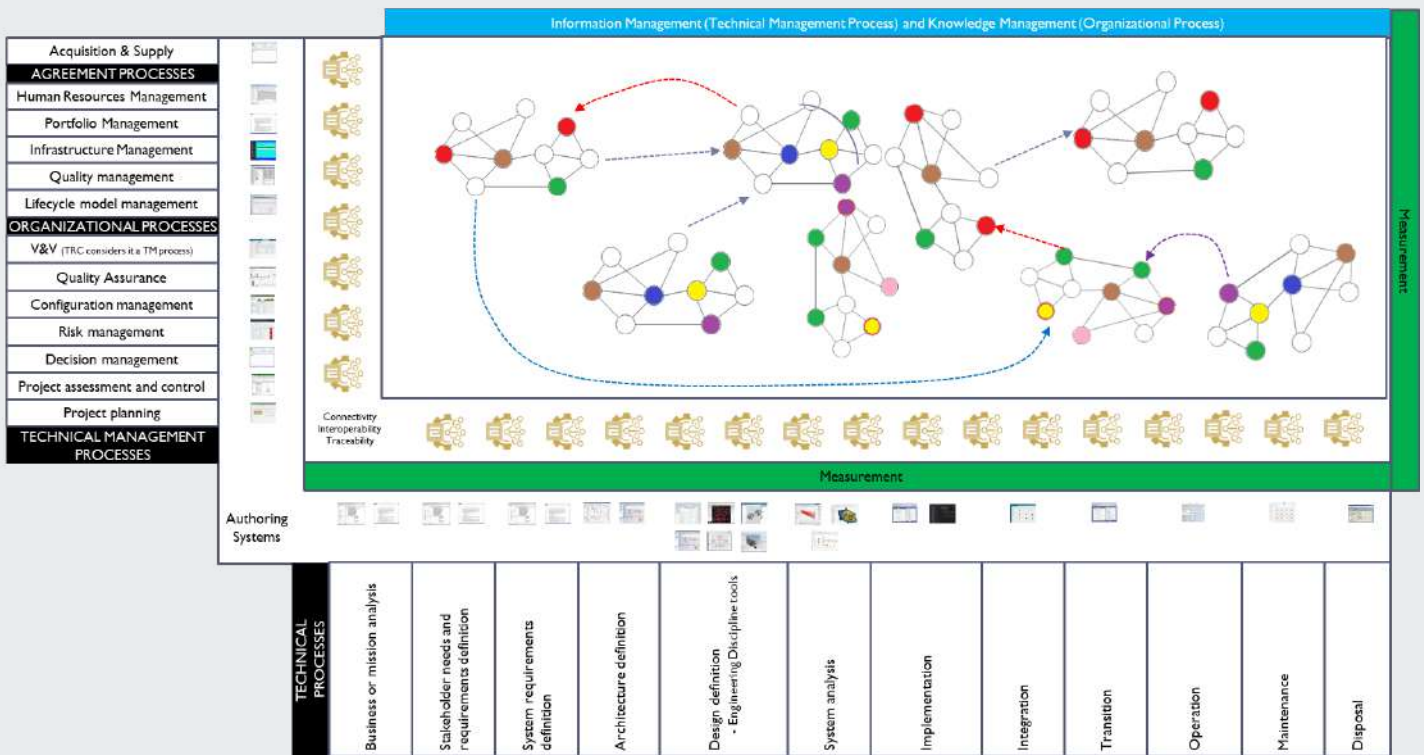 Information Management (Technical Management Process) and Knowledge Management (Organizational Process)
Acquisition & Supply
AGREEMENT PROCESSES
Human Resources Management
Portfolio Management
Infrastructure Management
Quality management
Lifecycle model management
ORGANIZATIONAL PROCESSES
V&V (TRC considers it a TM process)
Quality Assurance
Configuration management
Risk management
Decision management
Project assessment and control
Project planning
TECHNICAL MANAGEMENT
PROCESSES
Connectivity
Interoperability
Traceability
Measurement
Measurement
Authoring
Systems
TECHNICAL
PROCESSES
Business or mission analysis
Stakeholder needs and
requirements definition
System requirements
definition
Architecture definition
Design definition
- Engineering Discipline tools
System analysis
Implementation
Integration
Transition
Operation
Maintenance
Disposal